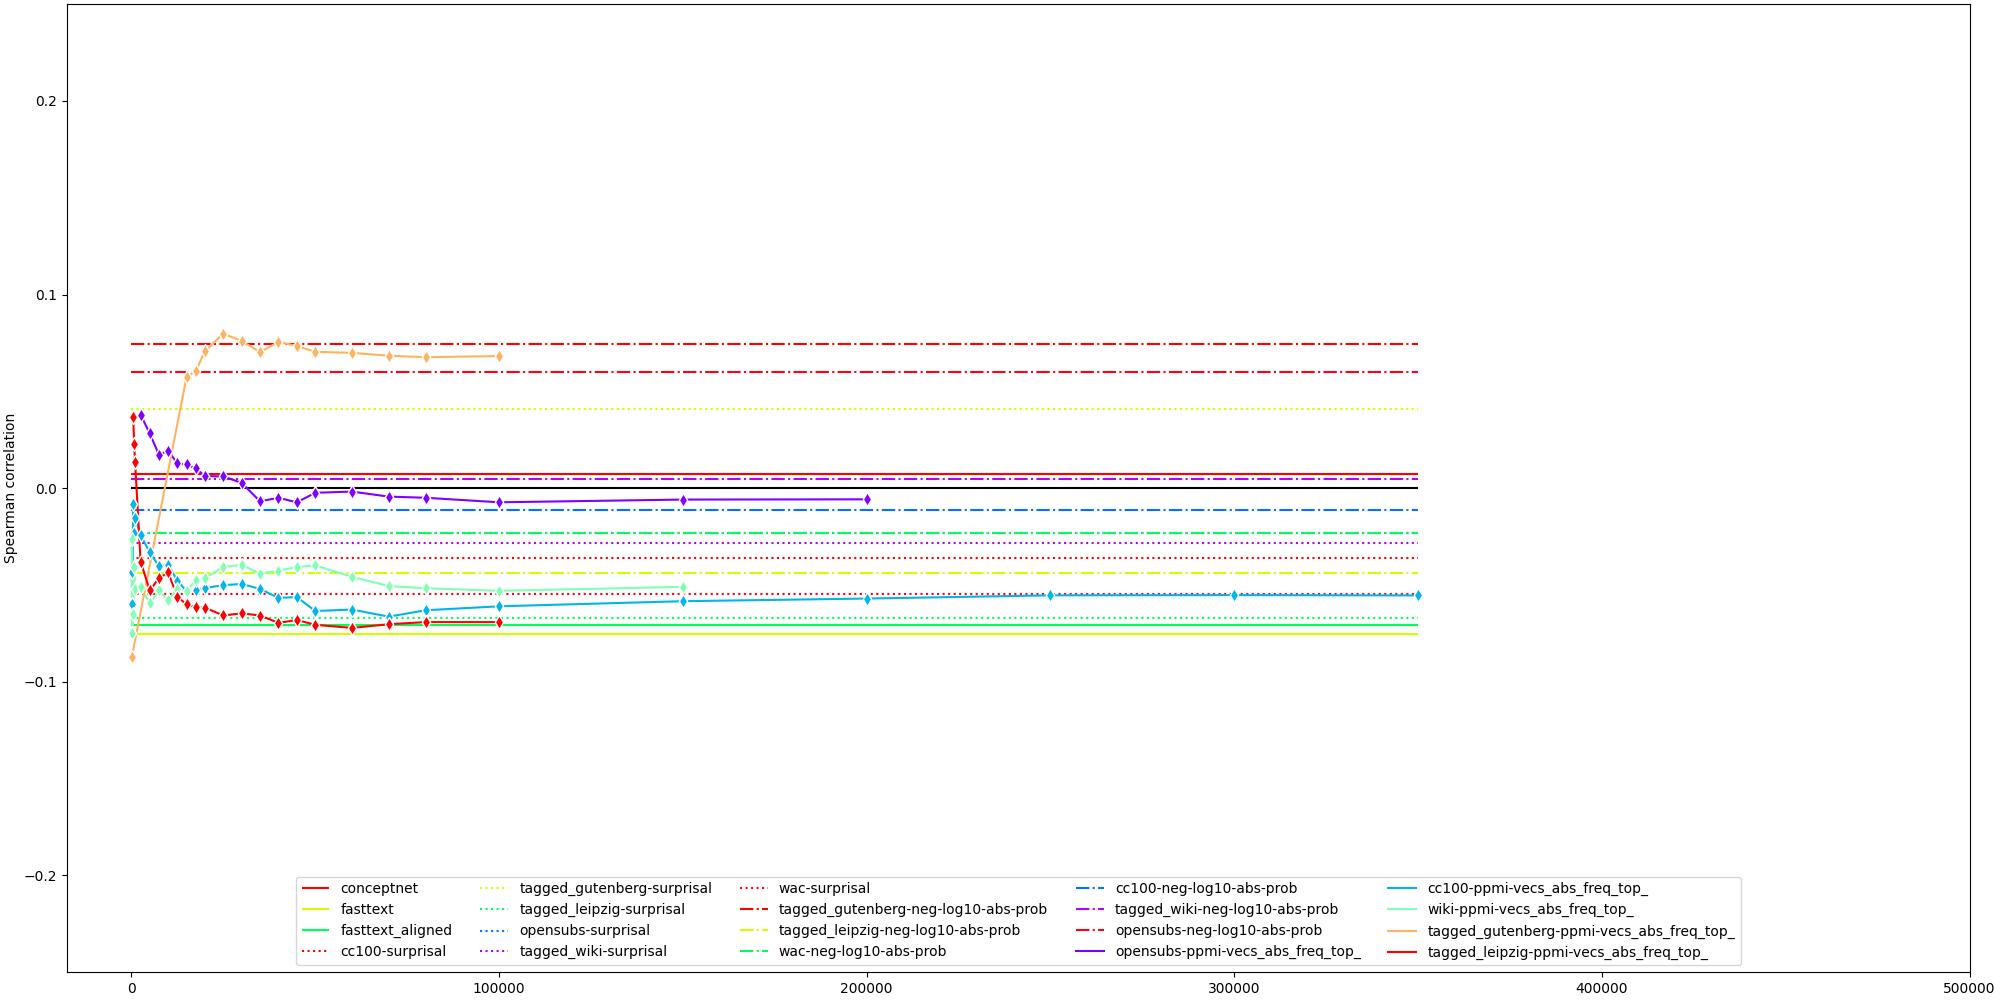 0.2
0.1
0.0
−0.1
−0.2
Spearman correlation
0
100000
200000
300000
400000
500000
conceptnet
fasttext
fasttext_aligned
cc100-surprisal
tagged_gutenberg-surprisal
tagged_leipzig-surprisal
opensubs-surprisal
tagged_wiki-surprisal
wac-surprisal
tagged_gutenberg-neg-log10-abs-prob
tagged_leipzig-neg-log10-abs-prob
wac-neg-log10-abs-prob
cc100-neg-log10-abs-prob
tagged_wiki-neg-log10-abs-prob
opensubs-neg-log10-abs-prob
opensubs-ppmi-vecs_abs_freq_top_
cc100-ppmi-vecs_abs_freq_top_
wiki-ppmi-vecs_abs_freq_top_
tagged_gutenberg-ppmi-vecs_abs_freq_top_
tagged_leipzig-ppmi-vecs_abs_freq_top_